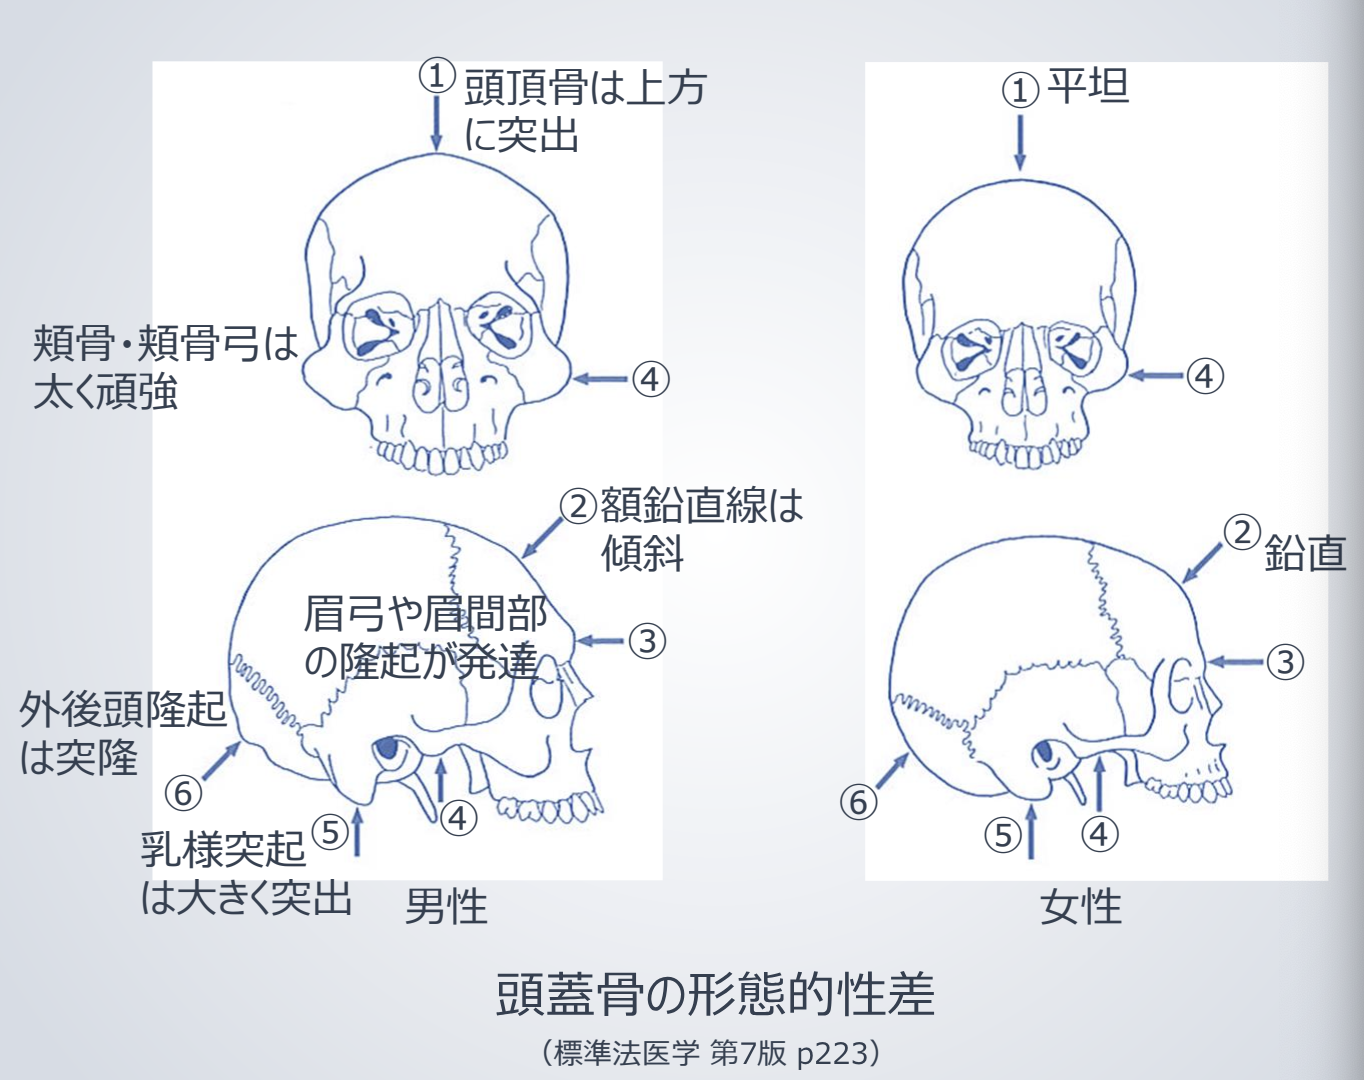 ① 頭頂骨は上方
に突出
① 平坦
頬骨・頬骨弓は
太く頑強
④
④
②額鉛直線は
傾斜
② 鉛直
眉弓や眉間部
の隆起が発達
③
③
外後頭隆起
は突隆
⑥
⑥
④
⑤
乳様突起
は大きく突出
⑤
④
男性
女性
頭蓋骨の形態的性差
（標準法医学 第7版 p223）